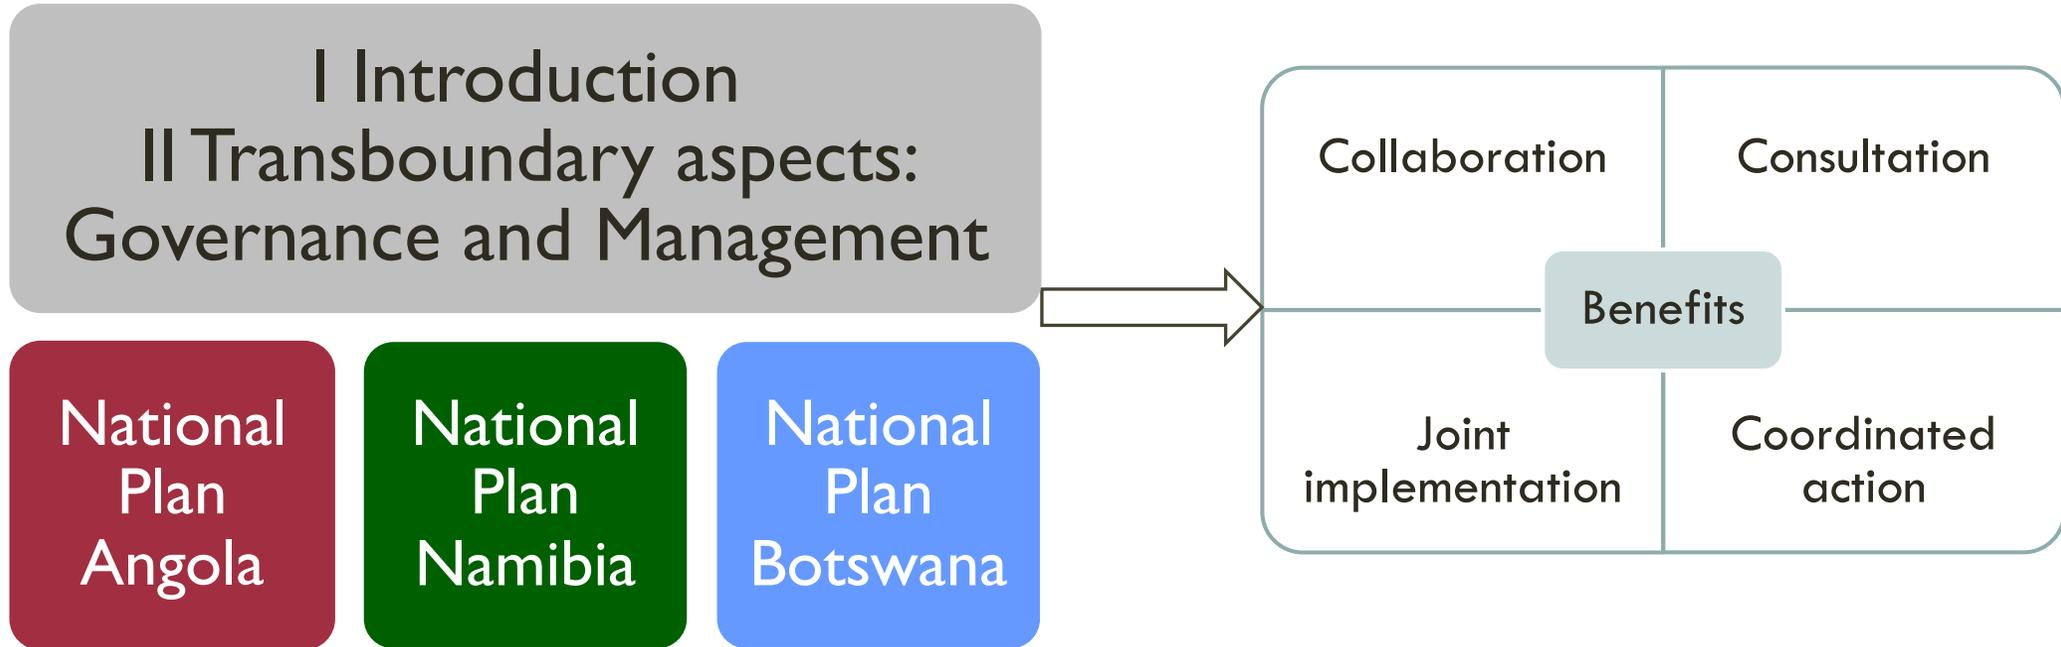 I Introduction
II Transboundary aspects:
Governance and Management
National
Plan
Angola
National
Plan
Namibia
National
Plan
Botswana
Collaboration
Consultation
Benefits
Joint
implementation
Coordinated
action